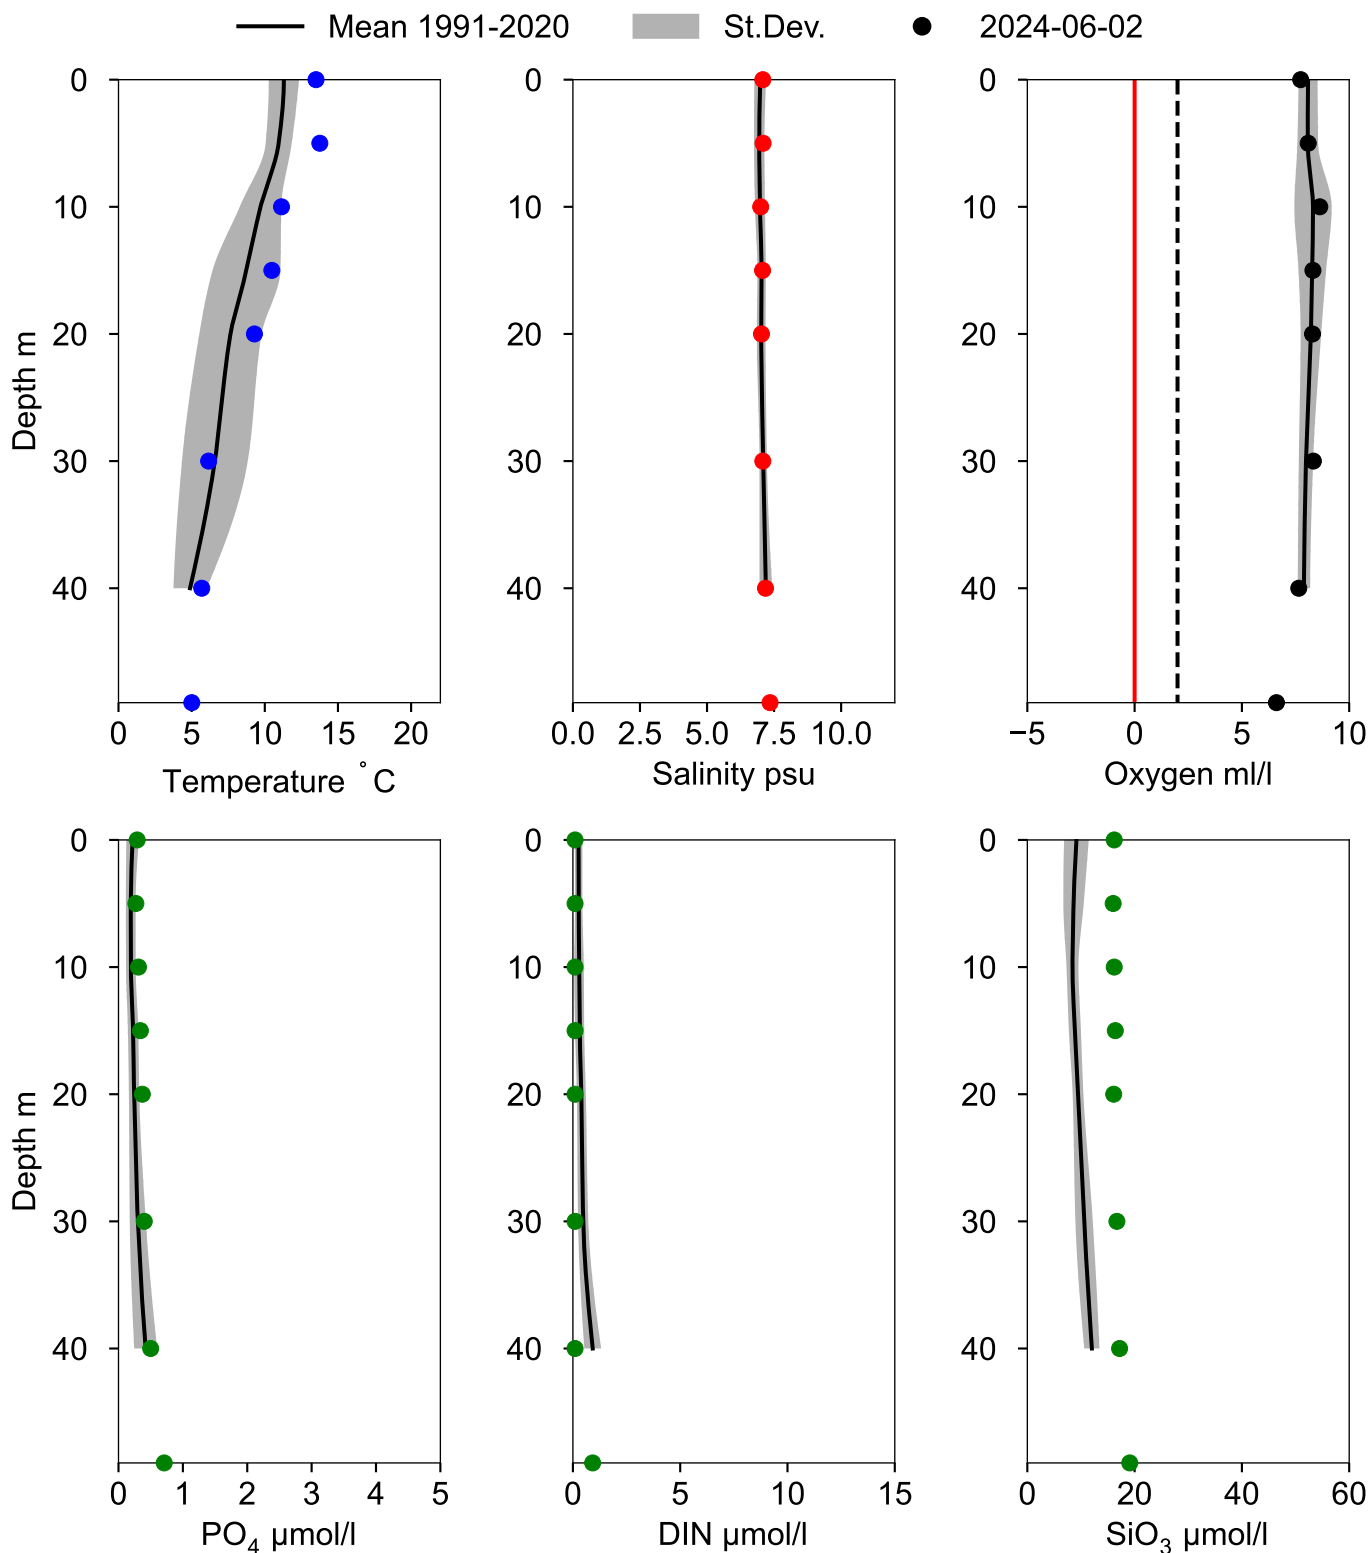 Mean 1991-2020 St.Dev. 2024-06-02
0 0 0
10 10 10
20 20 20
Depth m
30 30 30
40 40 40
0 5 10 15 20 0.0 2.5 5.0 7.5 10.0 −5 0 5 10
Temperature °C Salinity psu Oxygen ml/l
0 0 0
10 10 10
20 20 20
Depth m
30 30 30
40 40 40
0 1 2 3 4 5 0 5 10 15 0 20 40 60
PO₄ µmol/l DIN µmol/l SiO₃ µmol/l